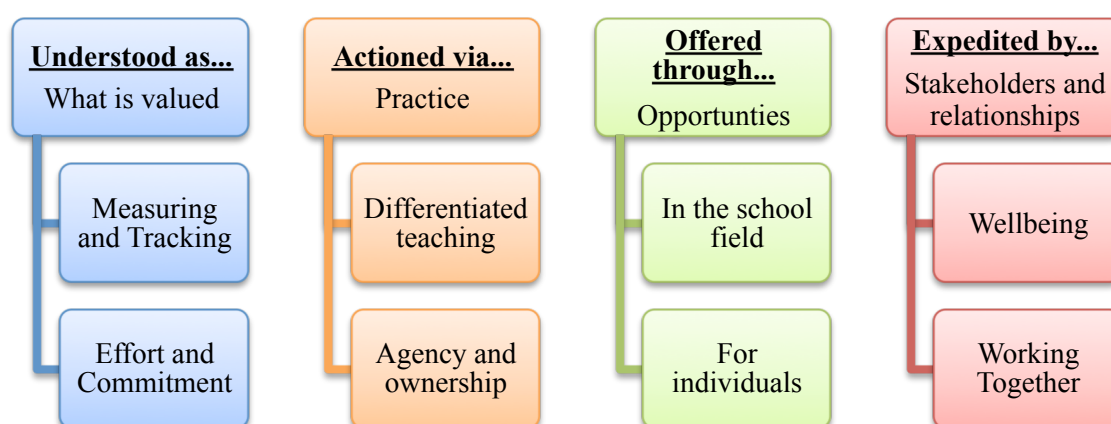 Understood as...
What is valued
Measuring
and Tracking
Effort and
Commitment
Actioned via...
Practice
Differentiated
teaching
Agency and
ownership
Offered
through...
Opportunties
In the school
field
For
individuals
Expedited by...
Stakeholders and
relationships
Wellbeing
Working
Together